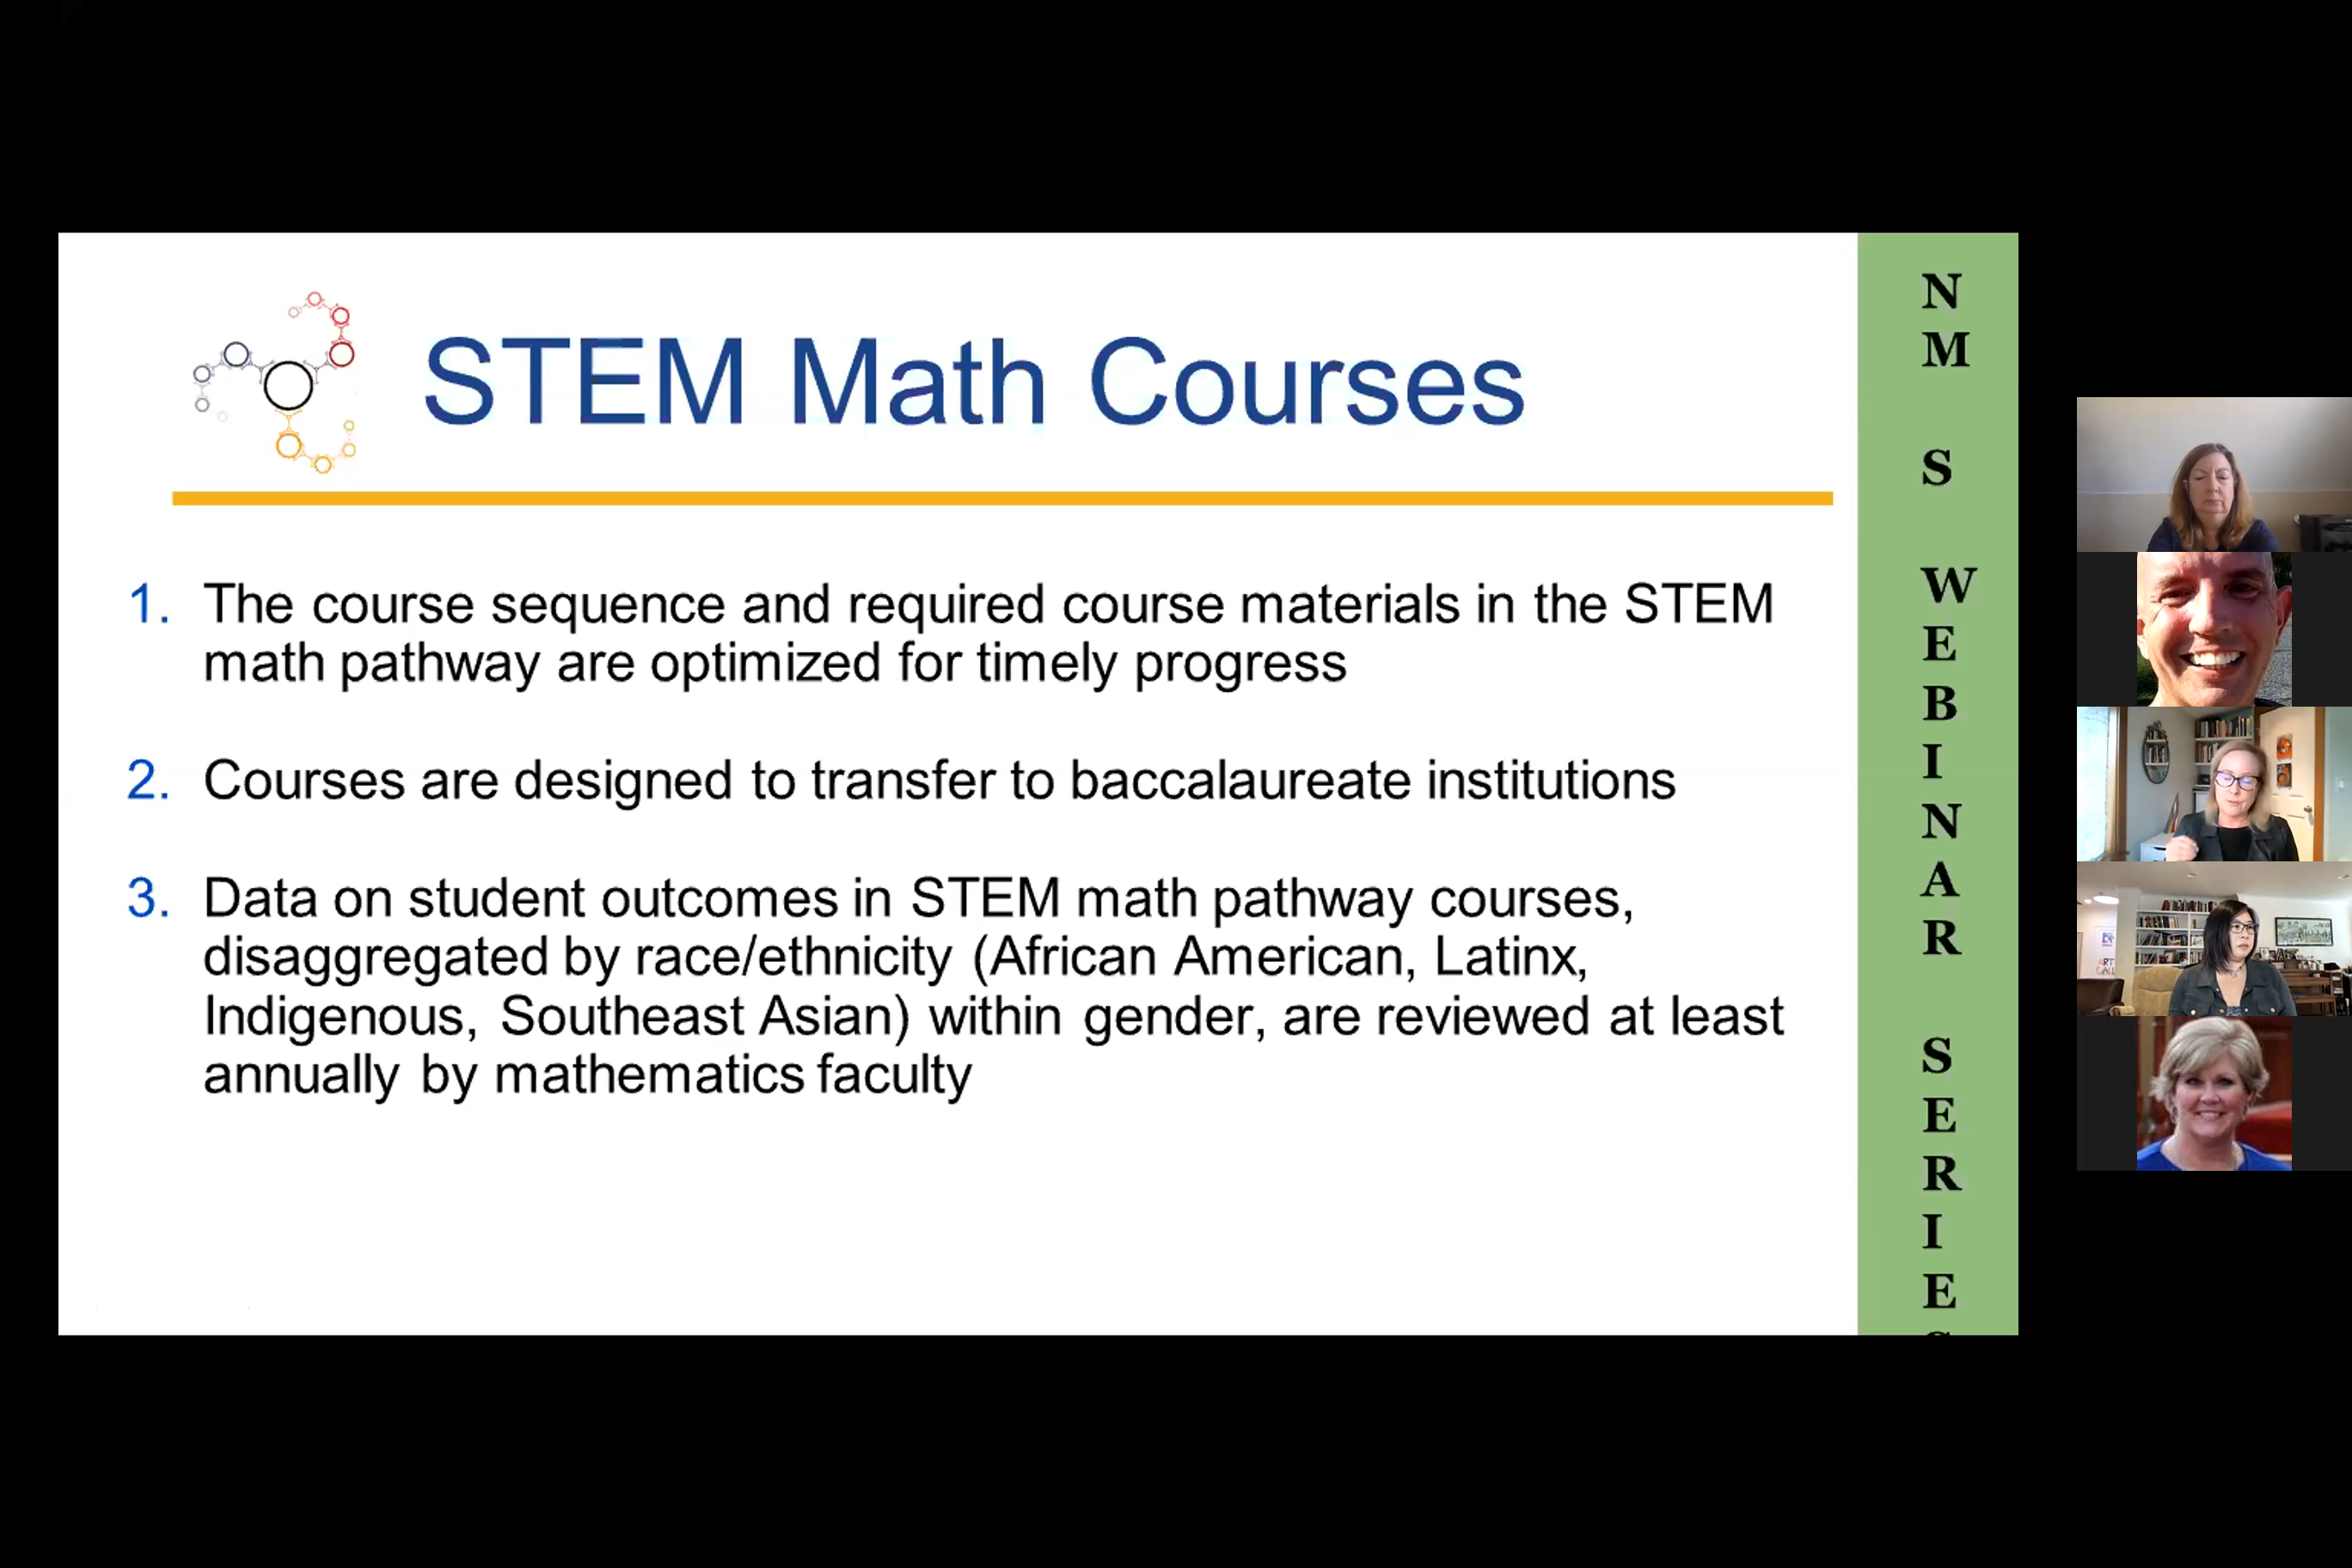 STEM Math Courses
1. The course sequence and required course materials in the STEM
math pathway are optimized for timely progress
2. Courses are designed to transfer to baccalaureate institutions
3. Data on student outcomes in STEM math pathway courses,
disaggregated by race/ethnicity (African American, Latinx,
Indigenous, Southeast Asian) within gender, are reviewed at least
annually by mathematics faculty
N
M
S
W
E
B
I
N
A
R
S
E
R
I
E
S